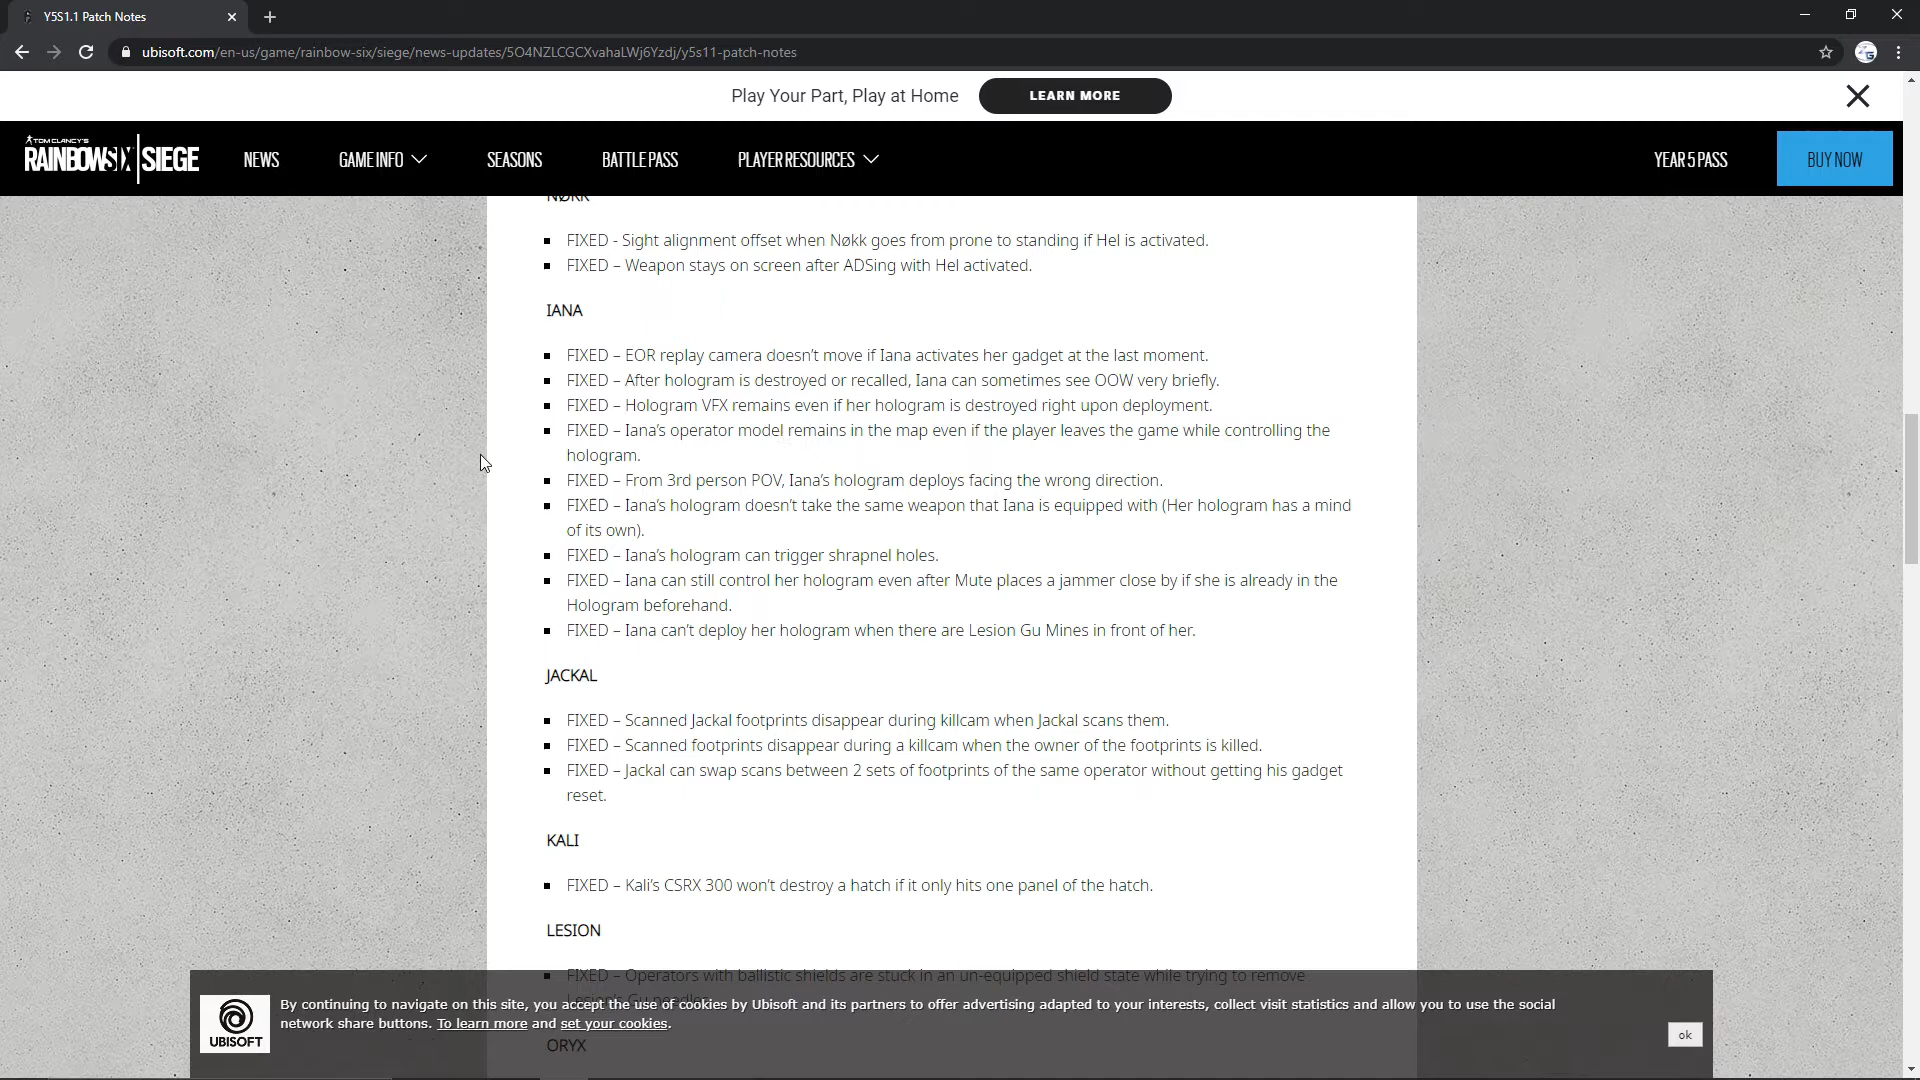 Y5S1.1 Patch Notes
ubisoft.com/en-us/game/rainbow-six/siege/news-updates/5O4NZLCGCXvahaLWj6Yzdj/y5s11-patch-notes
Play Your Part, Play at Home LEARN MORE
TOM CLANCY'S
RAINBOW SIX | SIEGE NEWS GAME INFO SEASONS BATTLE PASS PLAYER RESOURCES YEAR 5 PASS BUY NOW
NØKK
▪ FIXED - Sight alignment offset when Nøkk goes from prone to standing if Hel is activated.
▪ FIXED – Weapon stays on screen after ADSing with Hel activated.
IANA
▪ FIXED – EOR replay camera doesn’t move if Iana activates her gadget at the last moment.
▪ FIXED – After hologram is destroyed or recalled, Iana can sometimes see OOW very briefly.
▪ FIXED – Hologram VFX remains even if her hologram is destroyed right upon deployment.
▪ FIXED – Iana’s operator model remains in the map even if the player leaves the game while controlling the
hologram.
▪ FIXED – From 3rd person POV, Iana’s hologram deploys facing the wrong direction.
▪ FIXED – Iana’s hologram doesn’t take the same weapon that Iana is equipped with (Her hologram has a mind
of its own).
▪ FIXED – Iana’s hologram can trigger shrapnel holes.
▪ FIXED – Iana can still control her hologram even after Mute places a jammer close by if she is already in the
Hologram beforehand.
▪ FIXED – Iana can’t deploy her hologram when there are Lesion Gu Mines in front of her.
JACKAL
▪ FIXED – Scanned Jackal footprints disappear during killcam when Jackal scans them.
▪ FIXED – Scanned footprints disappear during a killcam when the owner of the footprints is killed.
▪ FIXED – Jackal can swap scans between 2 sets of footprints of the same operator without getting his gadget
reset.
KALI
▪ FIXED – Kali’s CSRX 300 won’t destroy a hatch if it only hits one panel of the hatch.
LESION
▪ FIXED – Operators with ballistic shields are stuck in an un-equipped shield state while trying to remove
Lesion's Gu needles.
By continuing to navigate on this site, you accept the use of cookies by Ubisoft and its partners to offer advertising adapted to your interests, collect visit statistics and allow you to use the social
network share buttons. To learn more and set your cookies.
UBISOFT
ok
ORYX